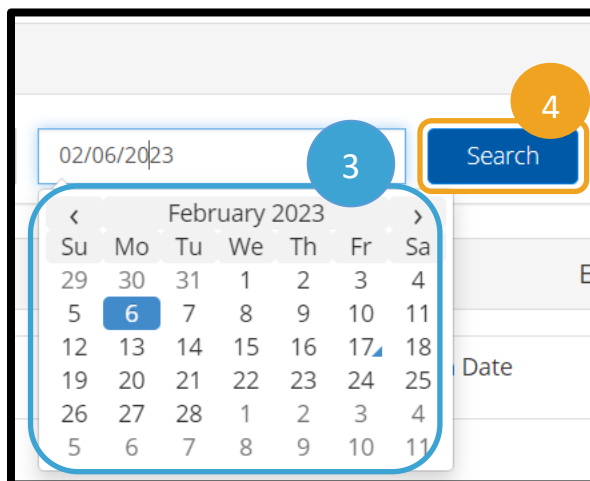 4
02/06/2023 3 Search
‹ February 2023 ›
Su Mo Tu We Th Fr Sa
29 30 31 1 2 3 4
E
5 6 7 8 9 10 11
12 13 14 15 16 17 18
Date
19 20 21 22 23 24 25
26 27 28 1 2 3 4
5 6 7 8 9 10 11